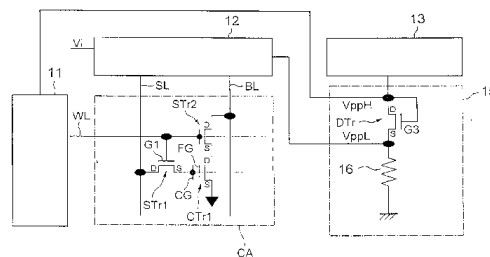 12
13
11
Vi
SL
BL
STr2
WL
D
S
G1
FG
D
S
D
S
CG
STr1
CTr1
CA
VppH
D
DTr
G3
S
VppL
16